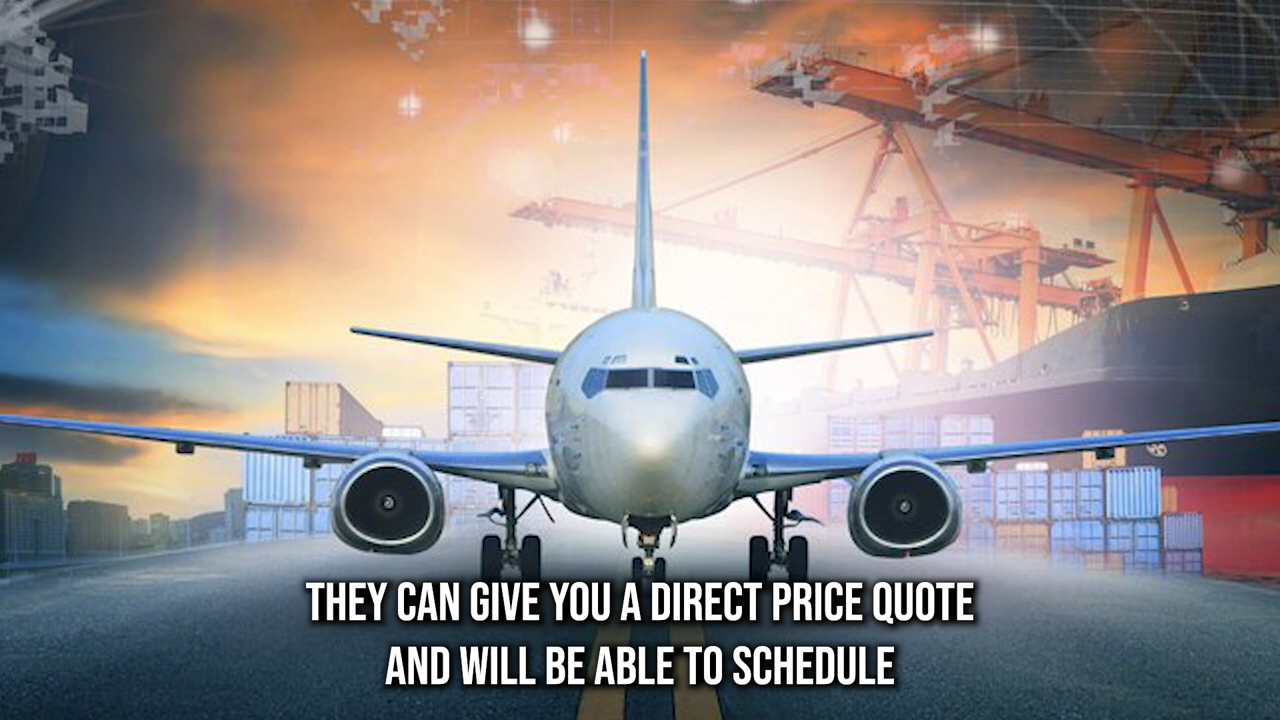 THEY CAN GIVE YOU A DIRECT PRICE QUOTE
AND WILL BE ABLE TO SCHEDULE